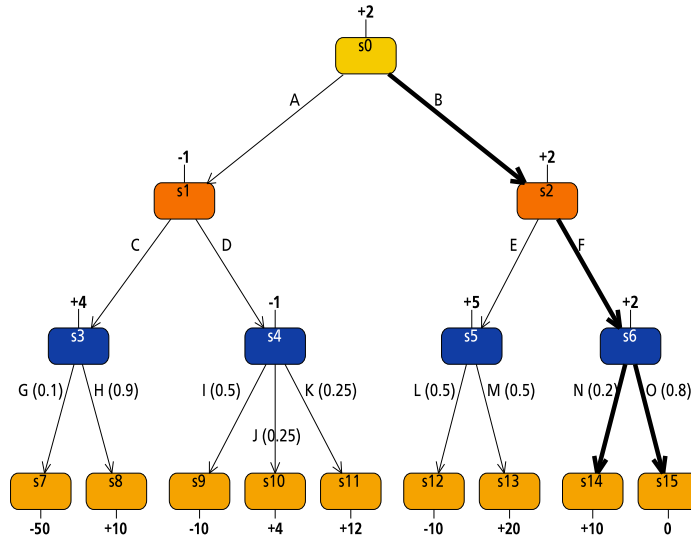 +2
s0
A
B
-1
+2
s1
s2
C
D
E
F
+4
-1
+5
+2
s3
s4
s5
s6
G (0.1)
H (0.9)
I (0.5)
K (0.25)
L (0.5)
M (0.5)
N (0.2)
O (0.8)
J (0.25)
s7
s8
s9
s10
s11
s12
s13
s14
s15
-50
+10
-10
+4
+12
-10
+20
+10
0